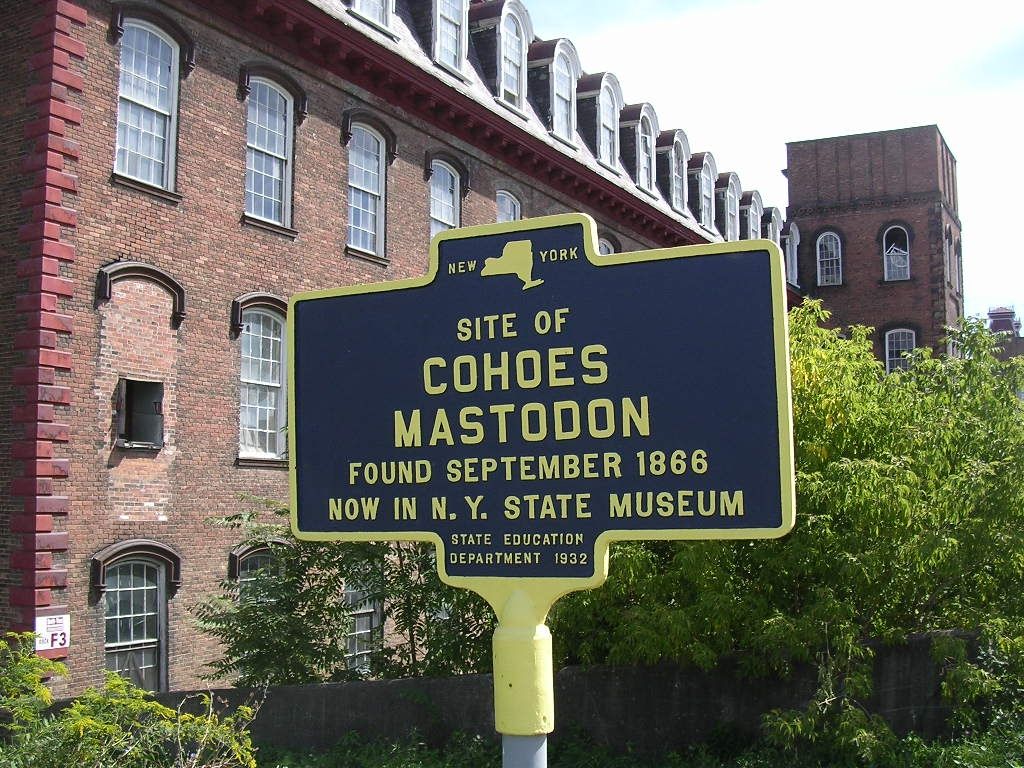 NEW YORK
SITE OF
COHOES
MASTODON
FOUND SEPTEMBER 1866
NOW IN N.Y. STATE MUSEUM
STATE EDUCATION
DEPARTMENT 1932
F3